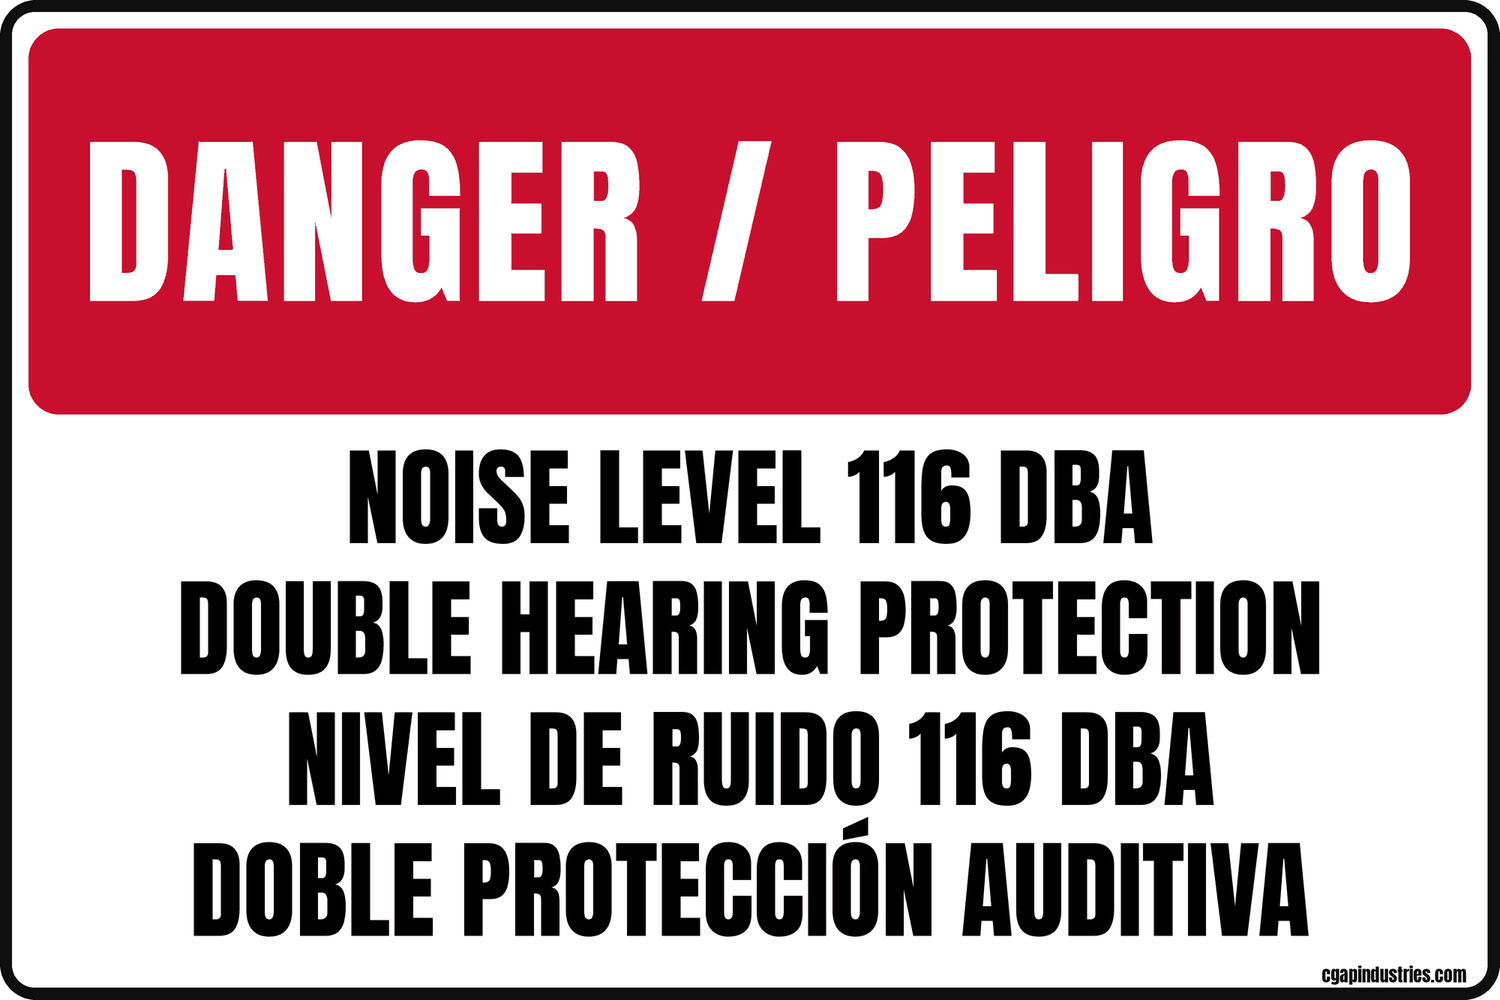 DANGER / PELIGRO
NOISE LEVEL 116 DBA
DOUBLE HEARING PROTECTION
NIVEL DE RUIDO 116 DBA
DOBLE PROTECCIÓN AUDITIVA
cgapindustries.com